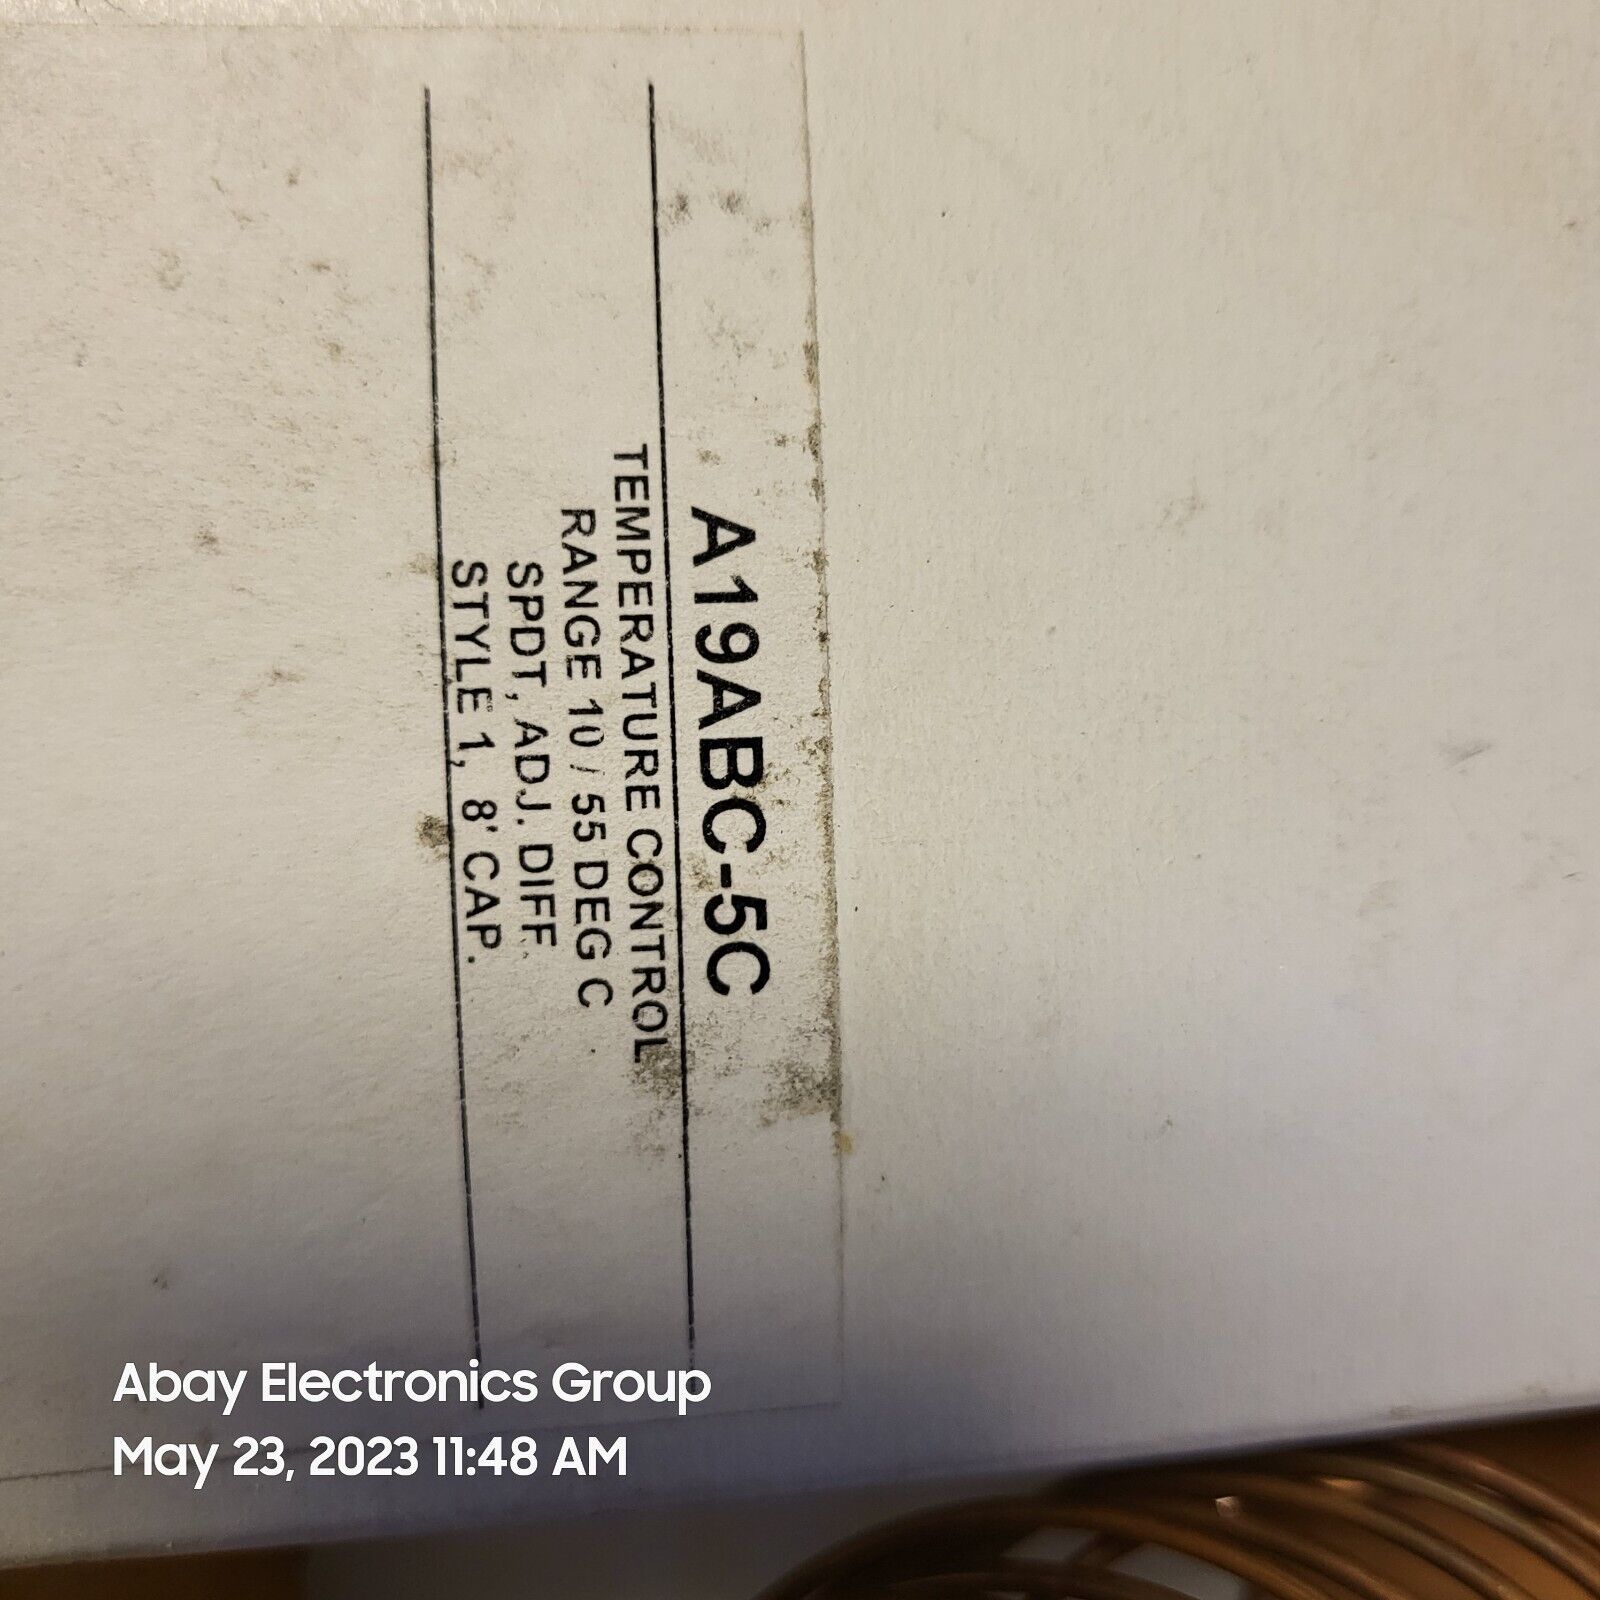 A19ABC-5C
TEMPERATURE CONTROL
RANGE 10 / 55 DEG C
SPDT, ADJ. DIFF.
STYLE 1, 8' CAP.
Abay Electronics Group
May 23, 2023 11:48 AM